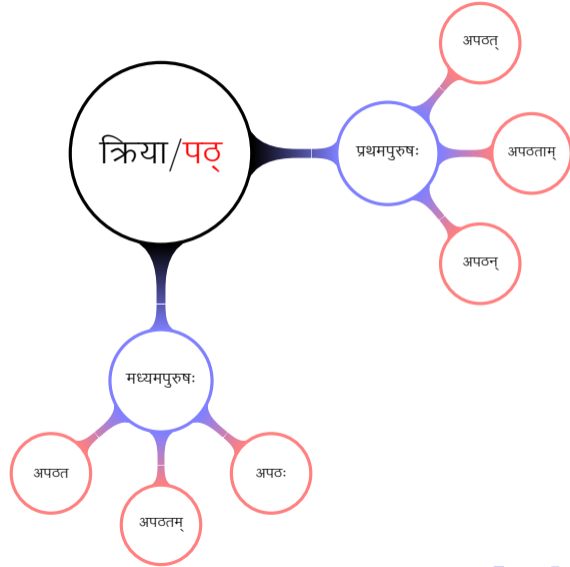 अपठत्
क्रिया/पठ्
प्रथमपुरुषः
अपठताम्
अपठन्
मध्यमपुरुषः
अपठत
अपठतम्
अपठः